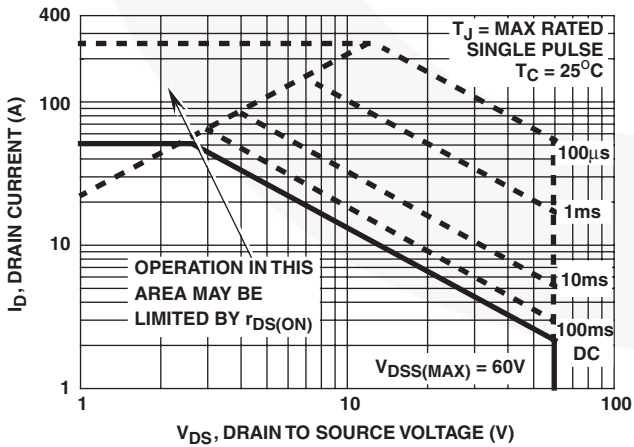 400
100
10
1
I_D, DRAIN CURRENT (A)
T_J = MAX RATED
SINGLE PULSE
T_C = 25°C
100μs
1ms
10ms
100ms
DC
OPERATION IN THIS
AREA MAY BE
LIMITED BY r_DS(ON)
V_DSS(MAX) = 60V
1
10
100
V_DS, DRAIN TO SOURCE VOLTAGE (V)